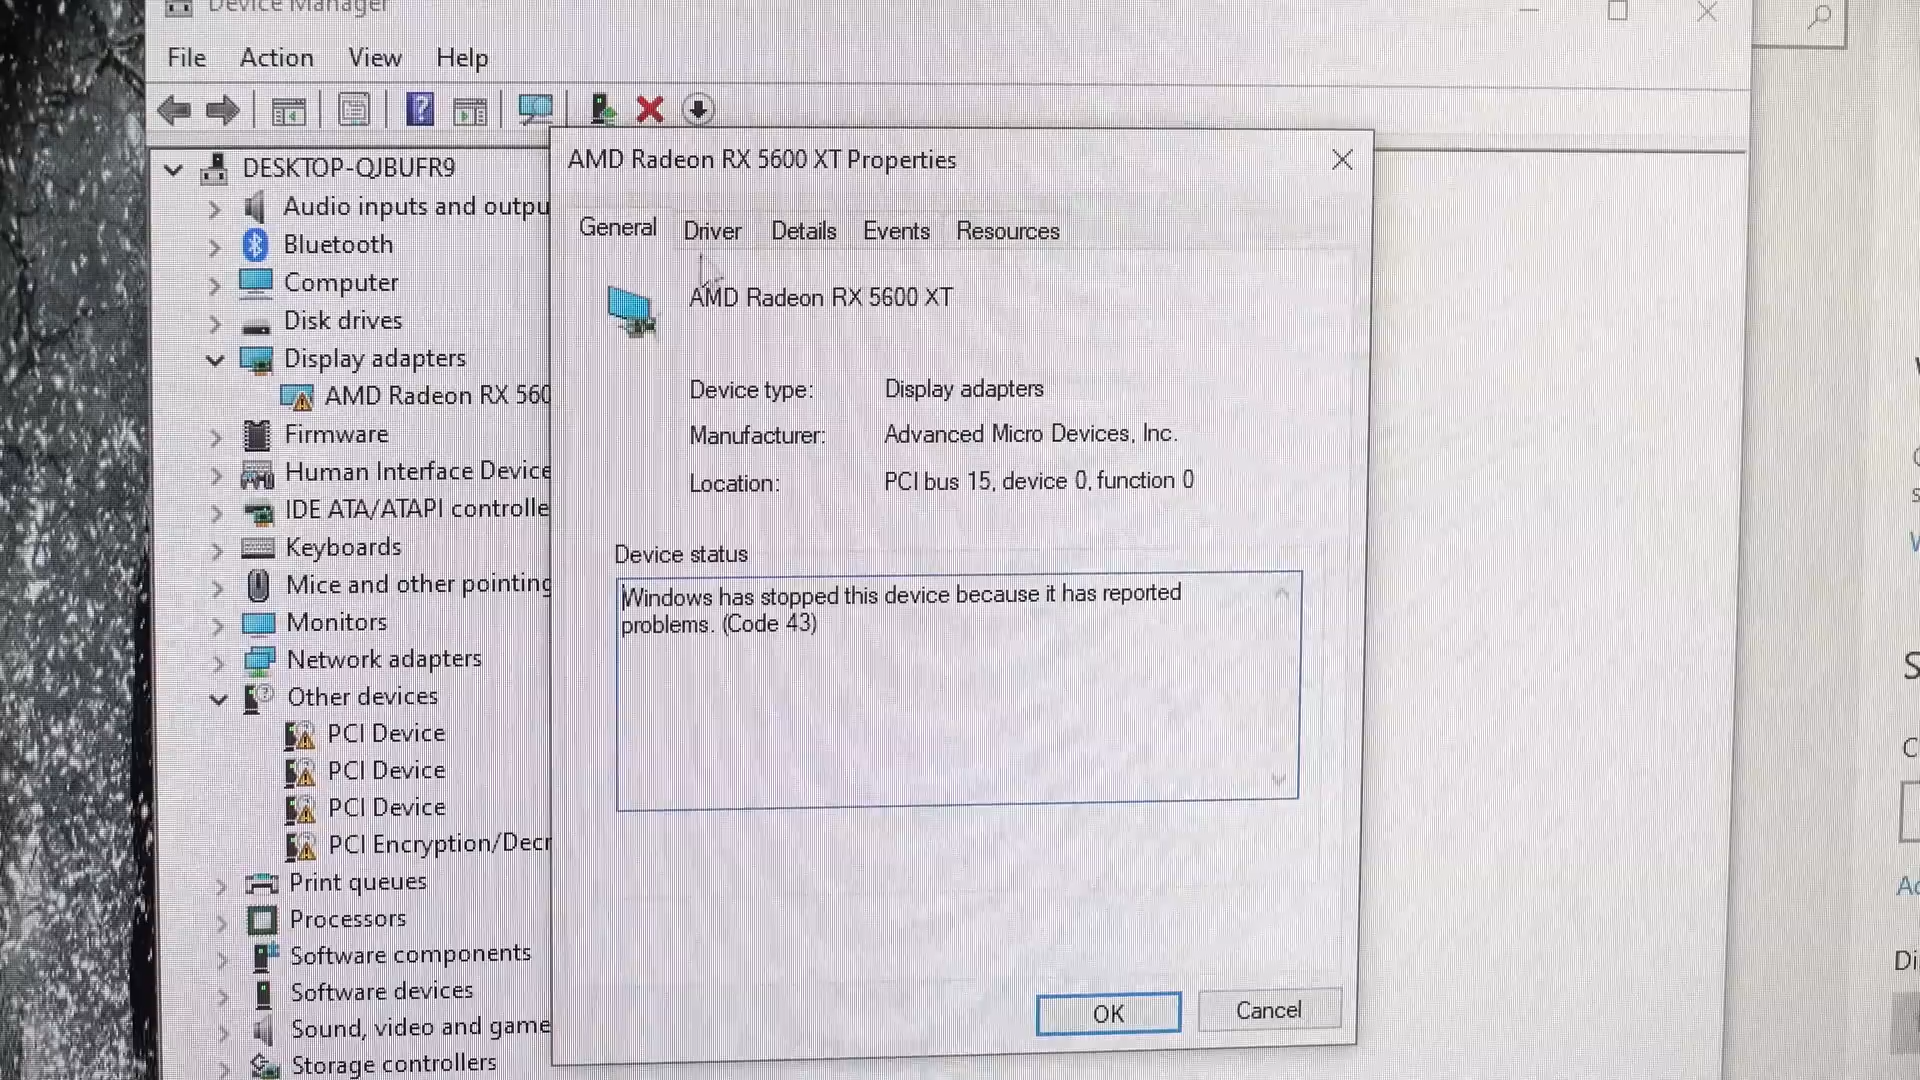 Device Manager
File Action View Help
DESKTOP-QJBUFR9
Audio inputs and outpu
Bluetooth
Computer
Disk drives
Display adapters
AMD Radeon RX 560
Firmware
Human Interface Device
IDE ATA/ATAPI controlle
Keyboards
Mice and other pointing
Monitors
Network adapters
Other devices
PCI Device
PCI Device
PCI Device
PCI Encryption/Decr
Print queues
Processors
Software components
Software devices
Sound, video and game
Storage controllers
AMD Radeon RX 5600 XT Properties
General Driver Details Events Resources
AMD Radeon RX 5600 XT
Device type: Display adapters
Manufacturer: Advanced Micro Devices, Inc.
Location: PCI bus 15, device 0, function 0
Device status
Windows has stopped this device because it has reported
problems. (Code 43)
OK Cancel